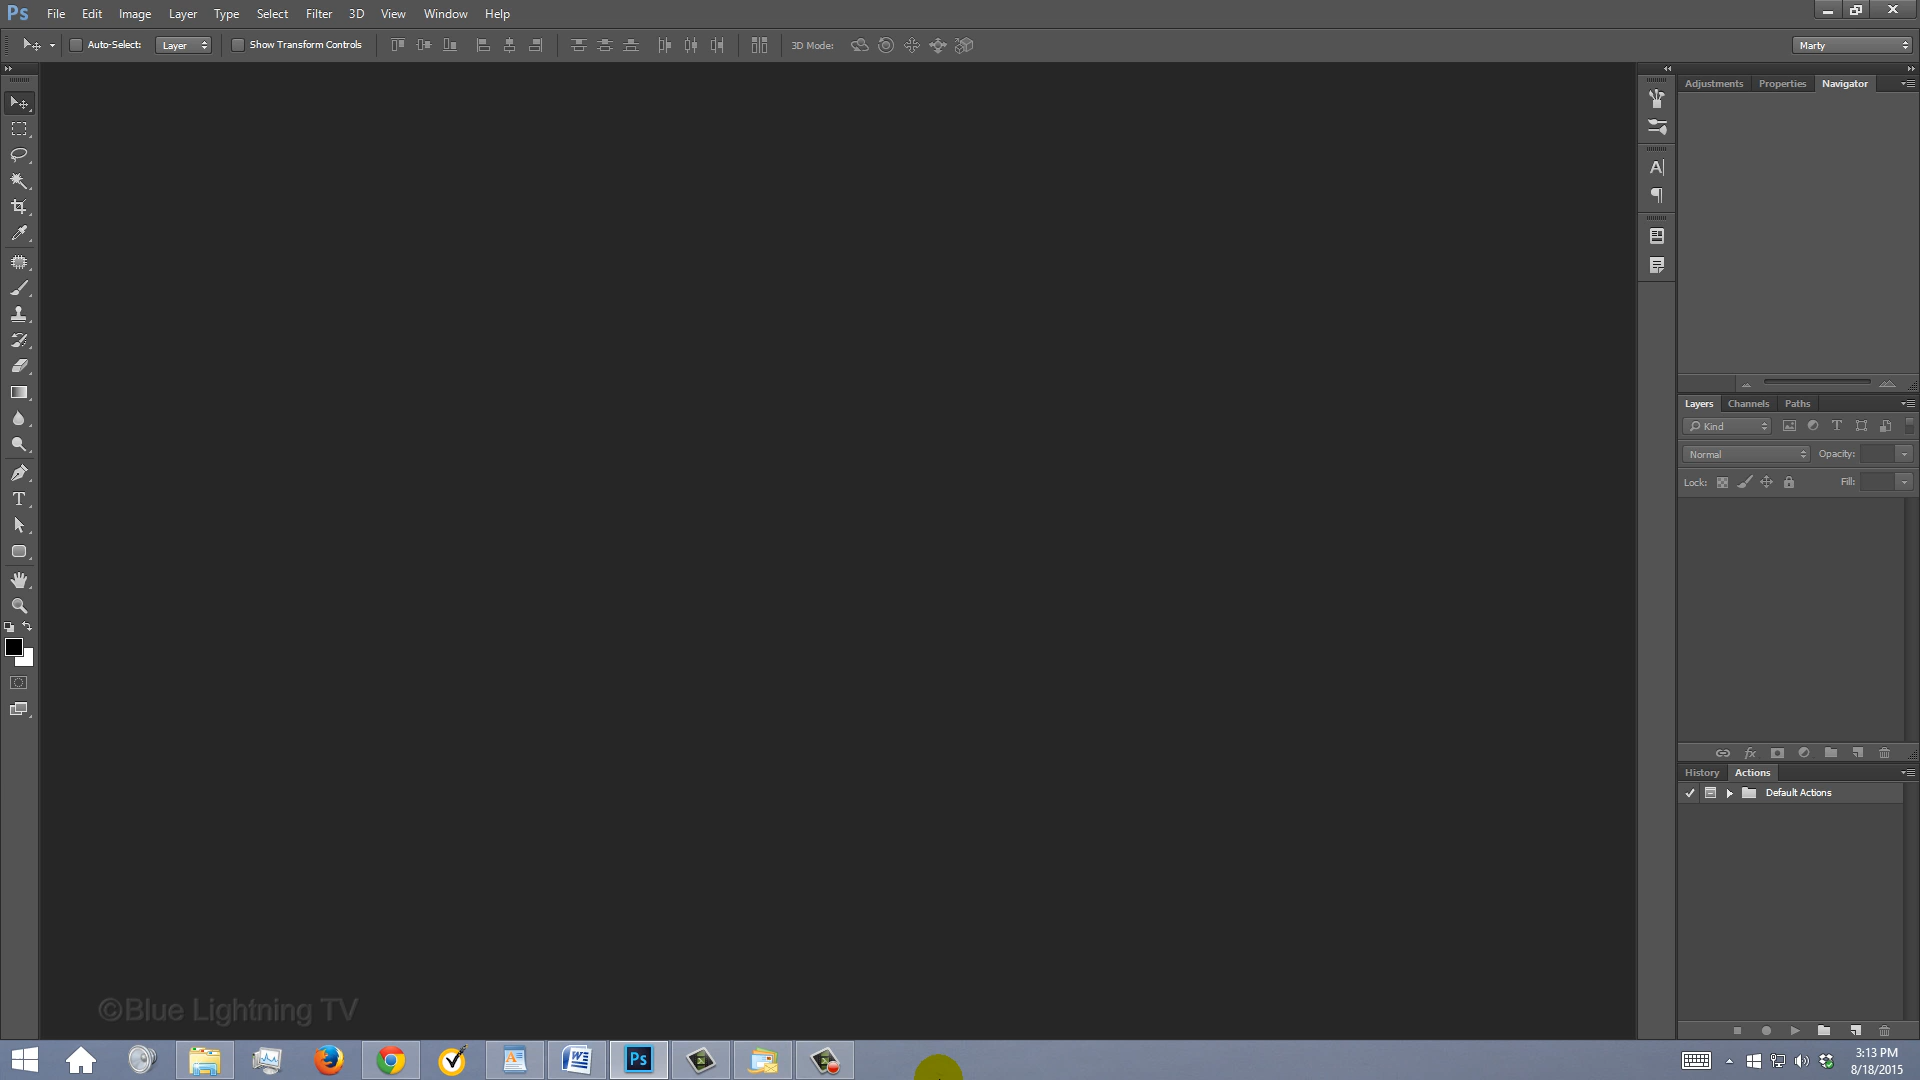 Ps File Edit Image Layer Type Select Filter 3D View Window Help
Auto-Select: Layer Show Transform Controls 3D Mode: Marty
Adjustments Properties Navigator
Layers Channels Paths
Kind
Normal Opacity:
Lock: Fill:
History Actions
Default Actions
©Blue Lightning TV
Ps
3:13 PM
8/18/2015